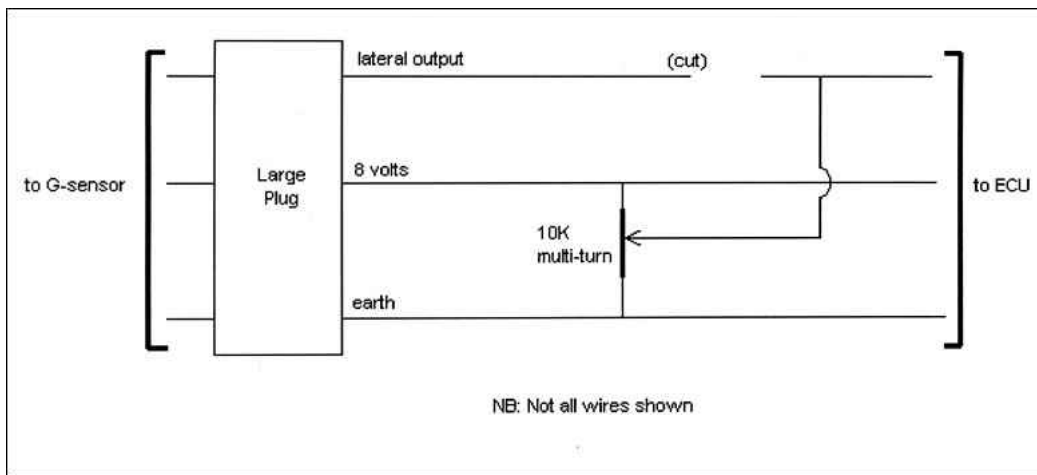 lateral output
(cut)
to G-sensor
Large
Plug
8 volts
to ECU
10K
multi-turn
earth
NB: Not all wires shown